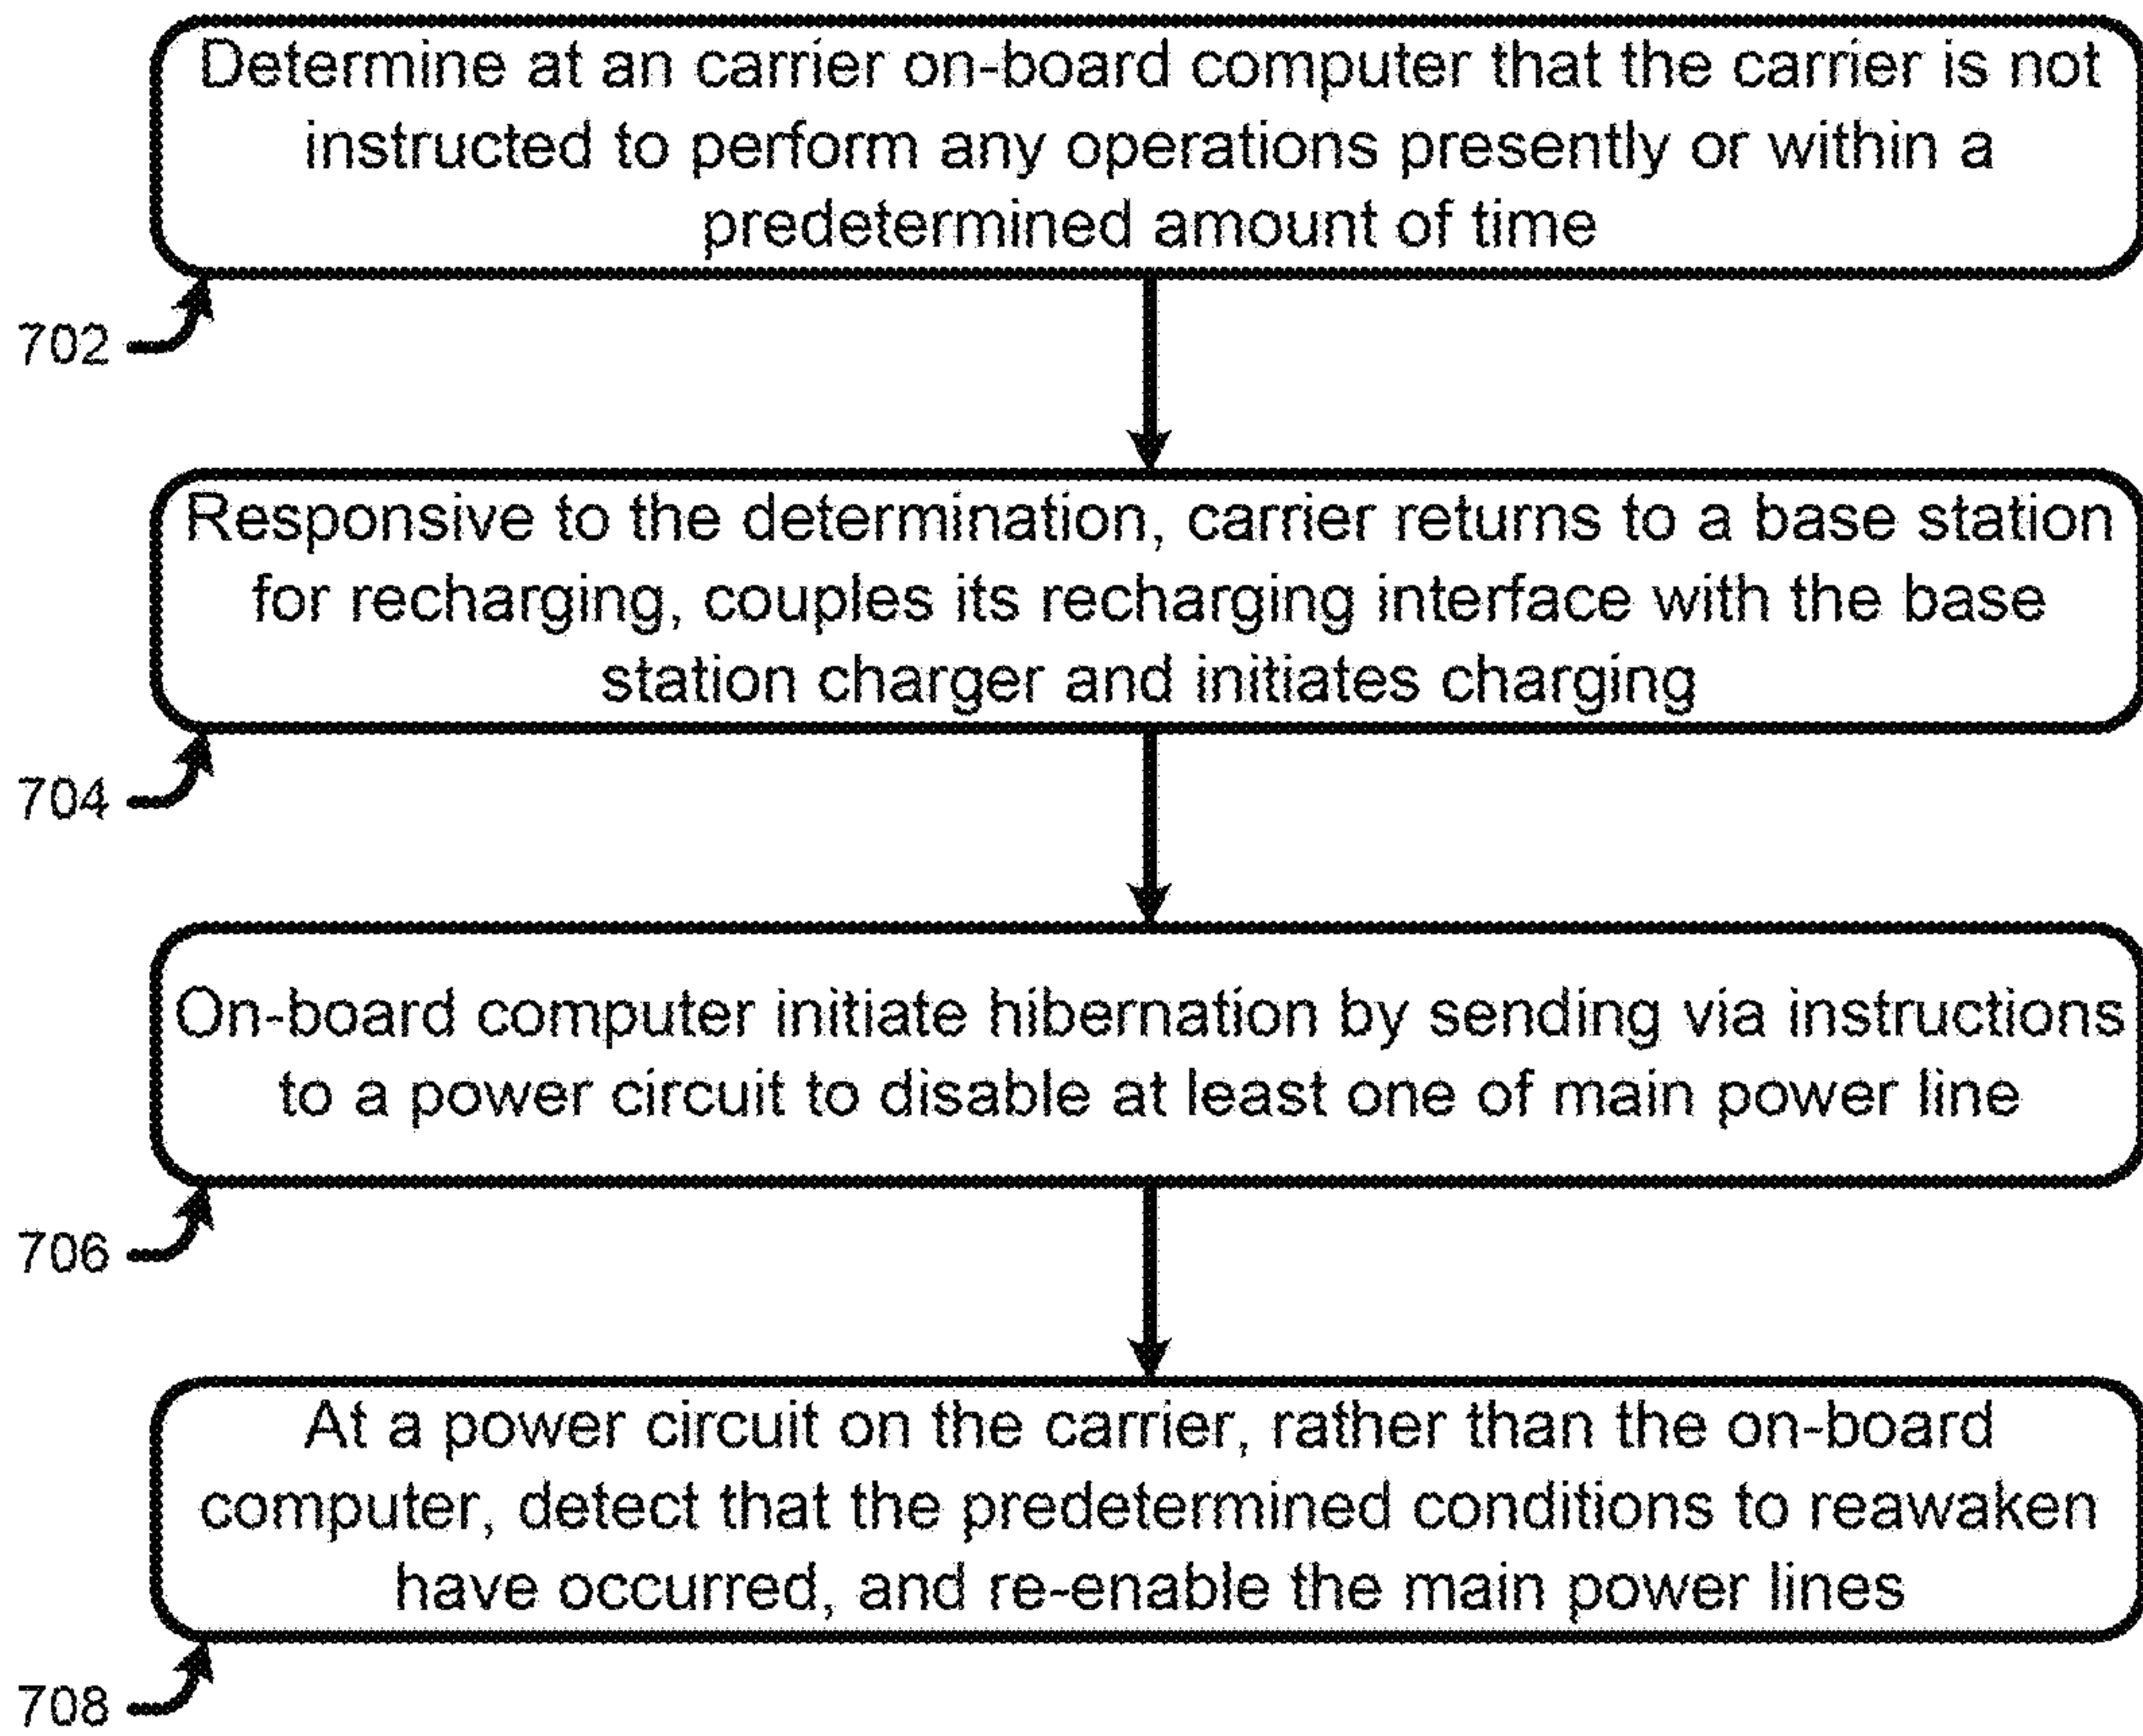 Determine at an carrier on-board computer that the carrier is not
instructed to perform any operations presently or within a
predetermined amount of time
702
Responsive to the determination, carrier returns to a base station
for recharging, couples its recharging interface with the base
station charger and initiates charging
704
On-board computer initiate hibernation by sending via instructions
to a power circuit to disable at least one of main power line
706
At a power circuit on the carrier, rather than the on-board
computer, detect that the predetermined conditions to reawaken
have occurred, and re-enable the main power lines
708